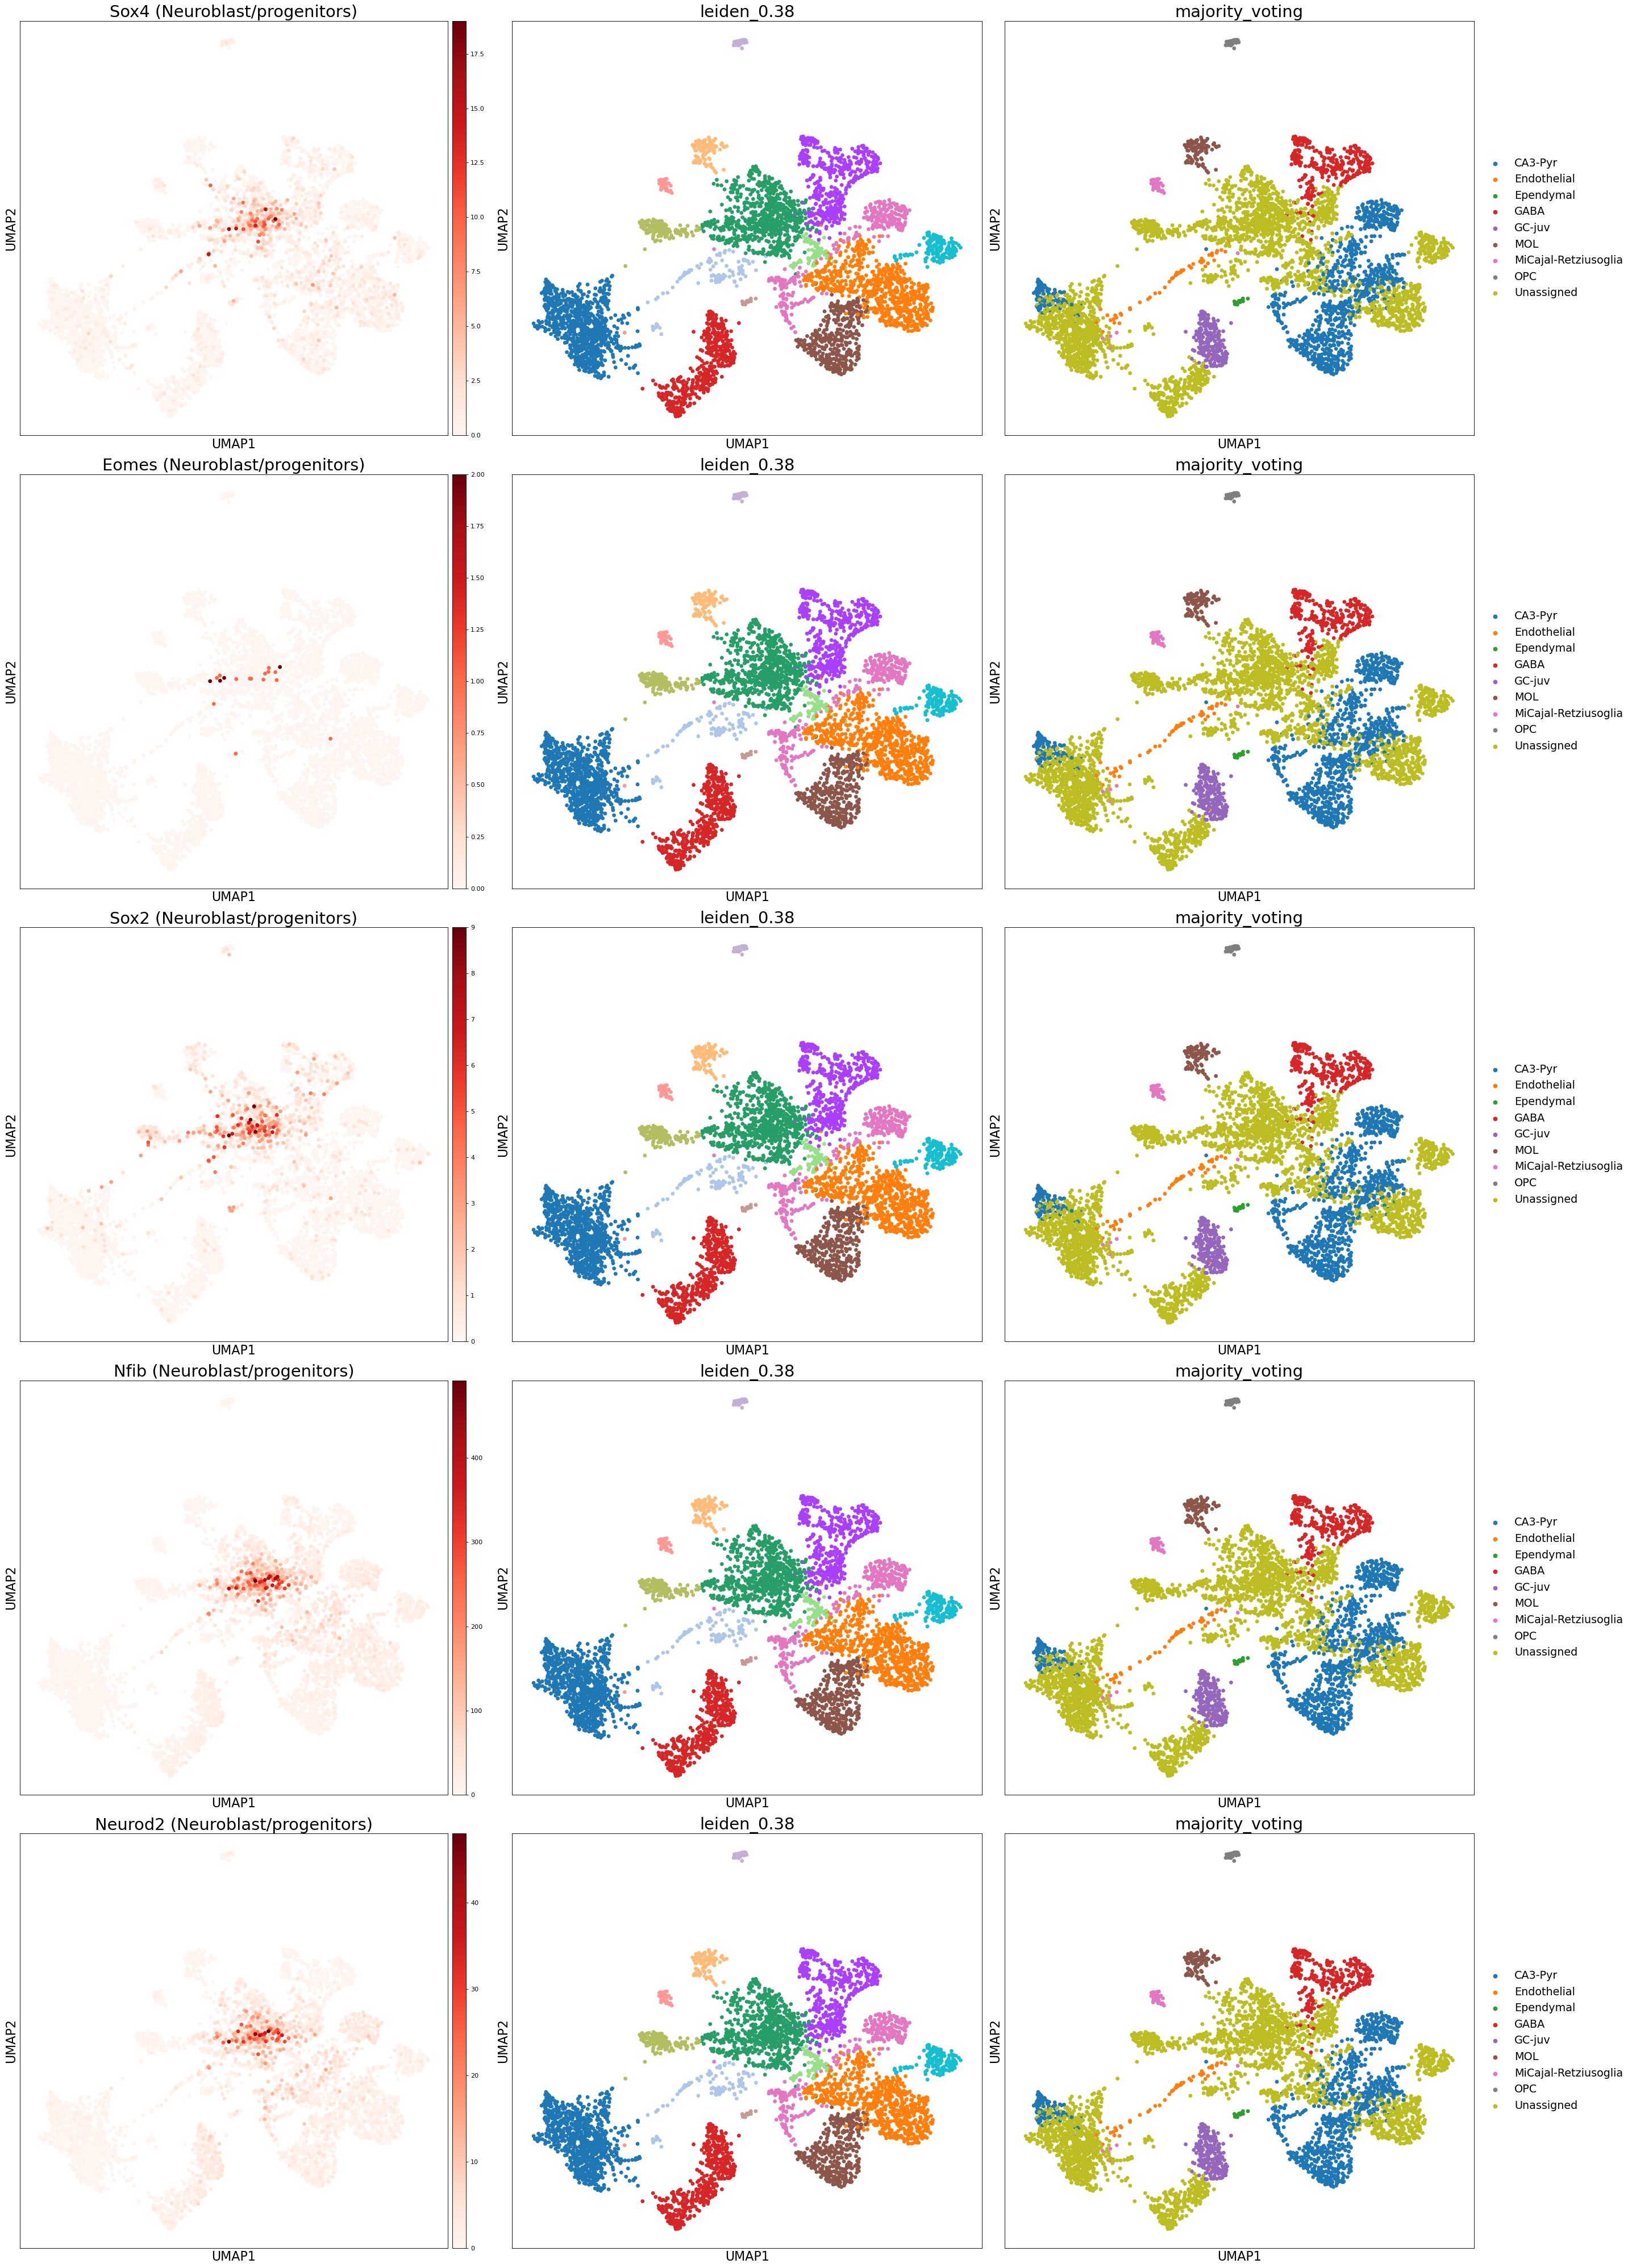 Sox4 (Neuroblast/progenitors)
leiden_0.38
majority_voting
17.5
15.0
12.5
10.0
7.5
5.0
2.5
0.0
UMAP2
UMAP2
UMAP2
UMAP1
UMAP1
UMAP1
CA3-Pyr
Endothelial
Ependymal
GABA
GC-juv
MOL
MiCajal-Retziusoglia
OPC
Unassigned
Eomes (Neuroblast/progenitors)
leiden_0.38
majority_voting
2.00
1.75
1.50
1.25
1.00
0.75
0.50
0.25
0.00
UMAP2
UMAP2
UMAP2
UMAP1
UMAP1
UMAP1
CA3-Pyr
Endothelial
Ependymal
GABA
GC-juv
MOL
MiCajal-Retziusoglia
OPC
Unassigned
Sox2 (Neuroblast/progenitors)
leiden_0.38
majority_voting
9
8
7
6
5
4
3
2
1
0
UMAP2
UMAP2
UMAP2
UMAP1
UMAP1
UMAP1
CA3-Pyr
Endothelial
Ependymal
GABA
GC-juv
MOL
MiCajal-Retziusoglia
OPC
Unassigned
Nfib (Neuroblast/progenitors)
leiden_0.38
majority_voting
400
300
200
100
0
UMAP2
UMAP2
UMAP2
UMAP1
UMAP1
UMAP1
CA3-Pyr
Endothelial
Ependymal
GABA
GC-juv
MOL
MiCajal-Retziusoglia
OPC
Unassigned
Neurod2 (Neuroblast/progenitors)
leiden_0.38
majority_voting
40
30
20
10
0
UMAP2
UMAP2
UMAP2
UMAP1
UMAP1
UMAP1
CA3-Pyr
Endothelial
Ependymal
GABA
GC-juv
MOL
MiCajal-Retziusoglia
OPC
Unassigned